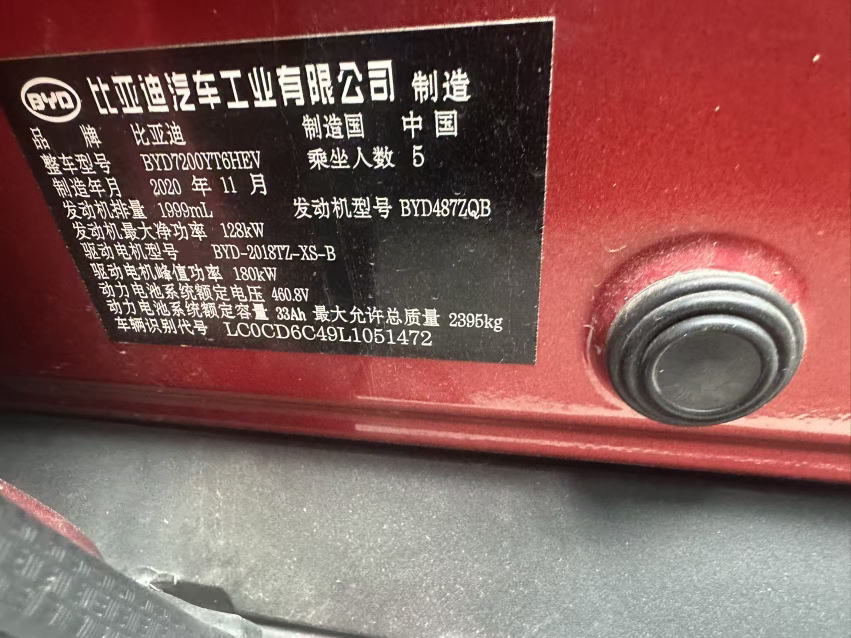 BYD 比亚迪汽车工业有限公司 制造
品 牌 比亚迪 制造国 中国
整车型号 BYD7200YT6HEV 乘坐人数 5
制造年月 2020 年 11 月
发动机排量 1999mL 发动机型号 BYD487ZQB
发动机最大净功率 128kW
驱动电机型号 BYD-2018TZ-XS-B
驱动电机峰值功率 180kW
动力电池系统额定电压 460.8V
动力电池系统额定容量 33Ah 最大允许总质量 2395kg
车辆识别代号 LC0CD6C49L1051472